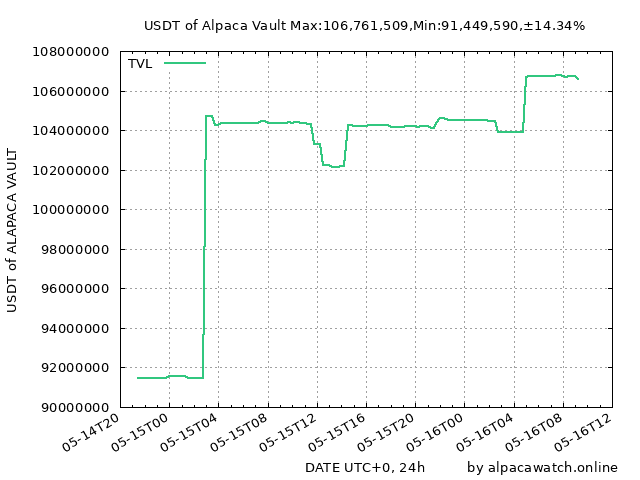 USDT of Alpaca Vault Max:106,761,509,Min:91,449,590,±14.34%
TVL
USDT of ALAPACA VAULT
108000000
106000000
104000000
102000000
100000000
98000000
96000000
94000000
92000000
90000000
05-14T20
05-15T00
05-15T04
05-15T08
05-15T12
05-15T16
05-15T20
05-16T00
05-16T04
05-16T08
05-16T12
DATE UTC+0, 24h
by alpacawatch.online